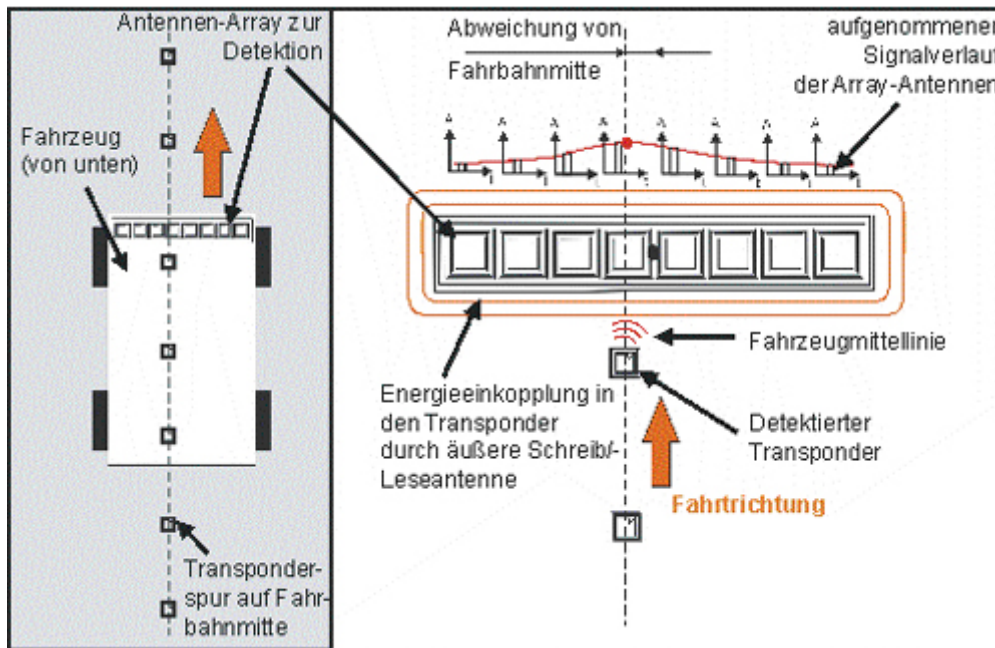 Antennen-Array zur
Detektion
Fahrzeug
(von unten)
Transponder-
spur auf Fahr-
bahnmitte
Abweichung von
Fahrbahnmitte
aufgenommener
Signalverlauf
der Array-Antennen
A A A A A A A A
t t t t t t t t
Fahrzeugmittellinie
Energieeinkopplung in
den Transponder
durch äußere Schreib/-
Leseantenne
Detektierter
Transponder
Fahrtrichtung